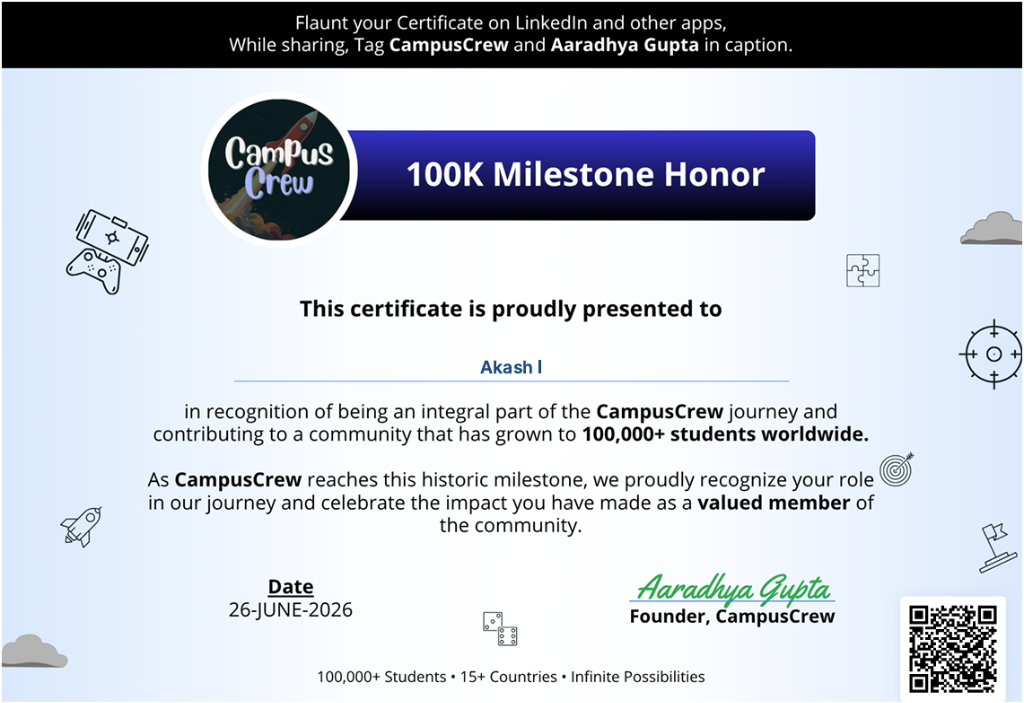 Flaunt your Certificate on LinkedIn and other apps,
While sharing, Tag CampusCrew and Aaradhya Gupta in caption.
Campus
Crew
100K Milestone Honor
This certificate is proudly presented to
Akash l
in recognition of being an integral part of the CampusCrew journey and
contributing to a community that has grown to 100,000+ students worldwide.
As CampusCrew reaches this historic milestone, we proudly recognize your role
in our journey and celebrate the impact you have made as a valued member of
the community.
Date
26-JUNE-2026
Aaradhya Gupta
Founder, CampusCrew
100,000+ Students • 15+ Countries • Infinite Possibilities